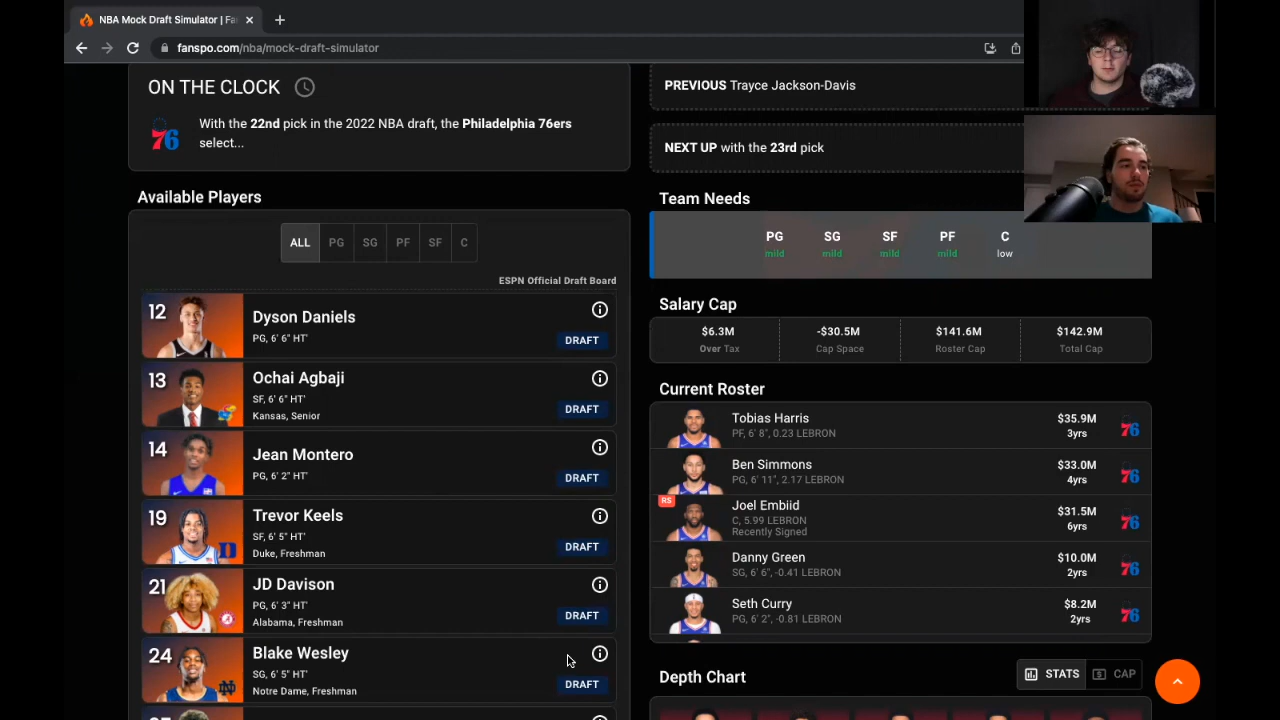 NBA Mock Draft Simulator | Fa
fanspo.com/nba/mock-draft-simulator
ON THE CLOCK
With the 22nd pick in the 2022 NBA draft, the Philadelphia 76ers
select...
PREVIOUS Trayce Jackson-Davis
NEXT UP with the 23rd pick
Available Players
ALL PG SG PF SF C
ESPN Official Draft Board
12 Dyson Daniels
PG, 6' 6" HT'
DRAFT
13 Ochai Agbaji
SF, 6' 6" HT'
Kansas, Senior
DRAFT
14 Jean Montero
PG, 6' 2" HT'
DRAFT
19 Trevor Keels
SF, 6' 5" HT'
Duke, Freshman
DRAFT
21 JD Davison
PG, 6' 3" HT'
Alabama, Freshman
DRAFT
24 Blake Wesley
SG, 6' 5" HT'
Notre Dame, Freshman
DRAFT
Team Needs
PG SG SF PF C
mild mild mild mild low
Salary Cap
$6.3M -$30.5M $141.6M $142.9M
Over Tax Cap Space Roster Cap Total Cap
Current Roster
Tobias Harris $35.9M
PF, 6' 8", 0.23 LEBRON 3yrs
Ben Simmons $33.0M
PG, 6' 11", 2.17 LEBRON 4yrs
RS
Joel Embiid $31.5M
C, 5.99 LEBRON 6yrs
Recently Signed
Danny Green $10.0M
SG, 6' 6", -0.41 LEBRON 2yrs
Seth Curry $8.2M
PG, 6' 2", -0.81 LEBRON 2yrs
Depth Chart
STATS CAP